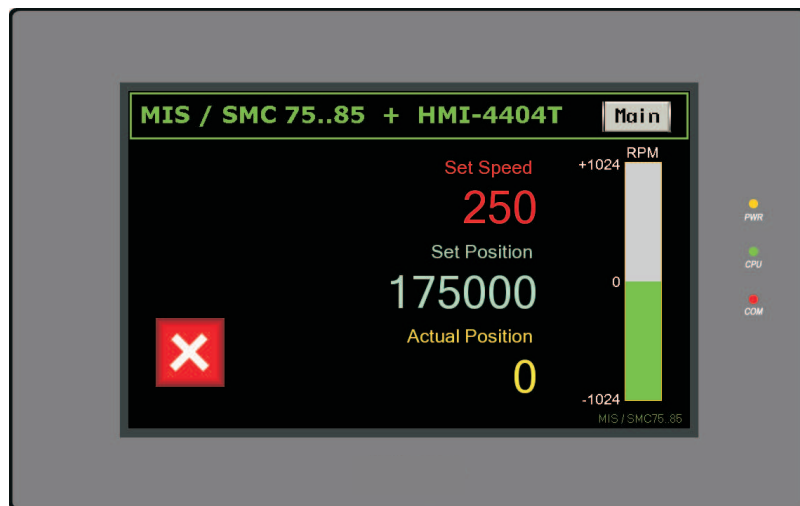 MIS / SMC 75..85 + HMI-4404T
Main
RPM
Set Speed
+1024
250
PWR
Set Position
CPU
175000
0
COM
Actual Position
0
-1024
MIS / SMC75..85